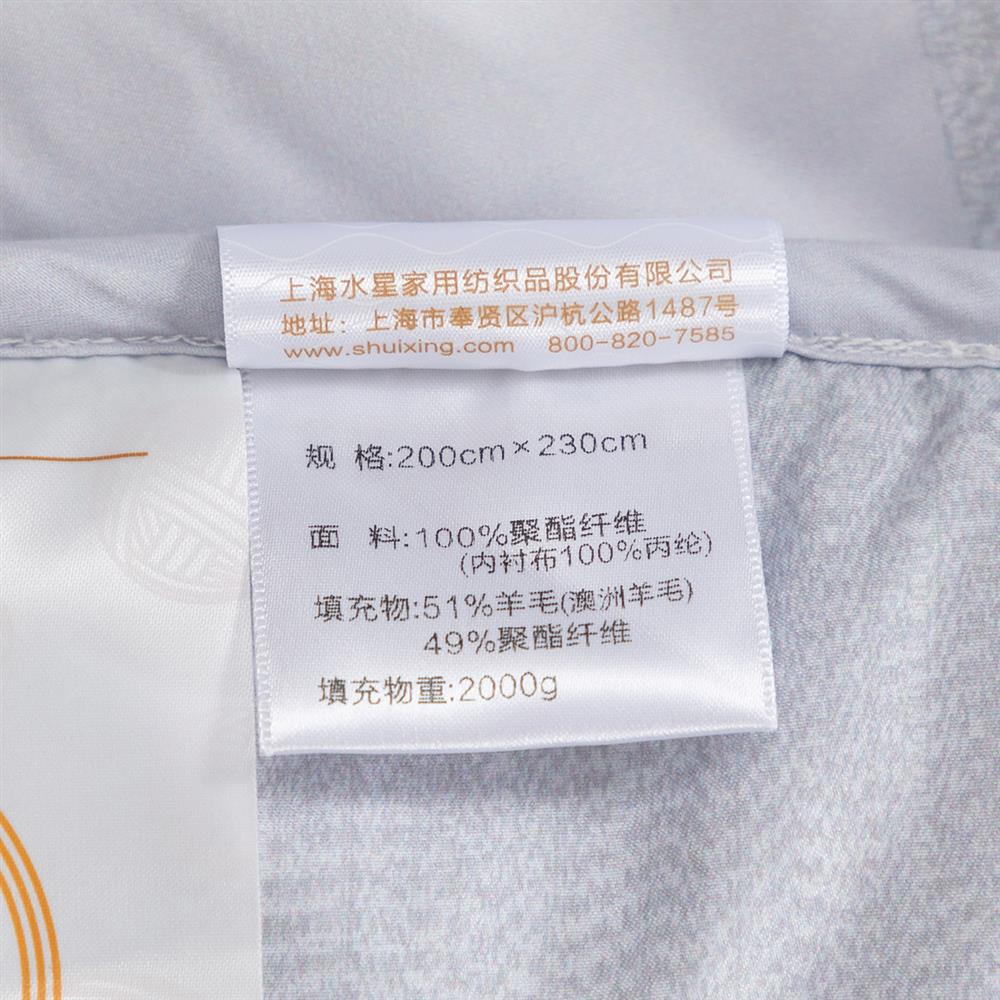 上海水星家用纺织品股份有限公司
地址：上海市奉贤区沪杭公路1487号
www.shuixing.com 800-820-7585
规 格:200cm×230cm
面 料:100%聚酯纤维
(内衬布100%丙纶)
填充物:51%羊毛(澳洲羊毛)
49%聚酯纤维
填充物重:2000g